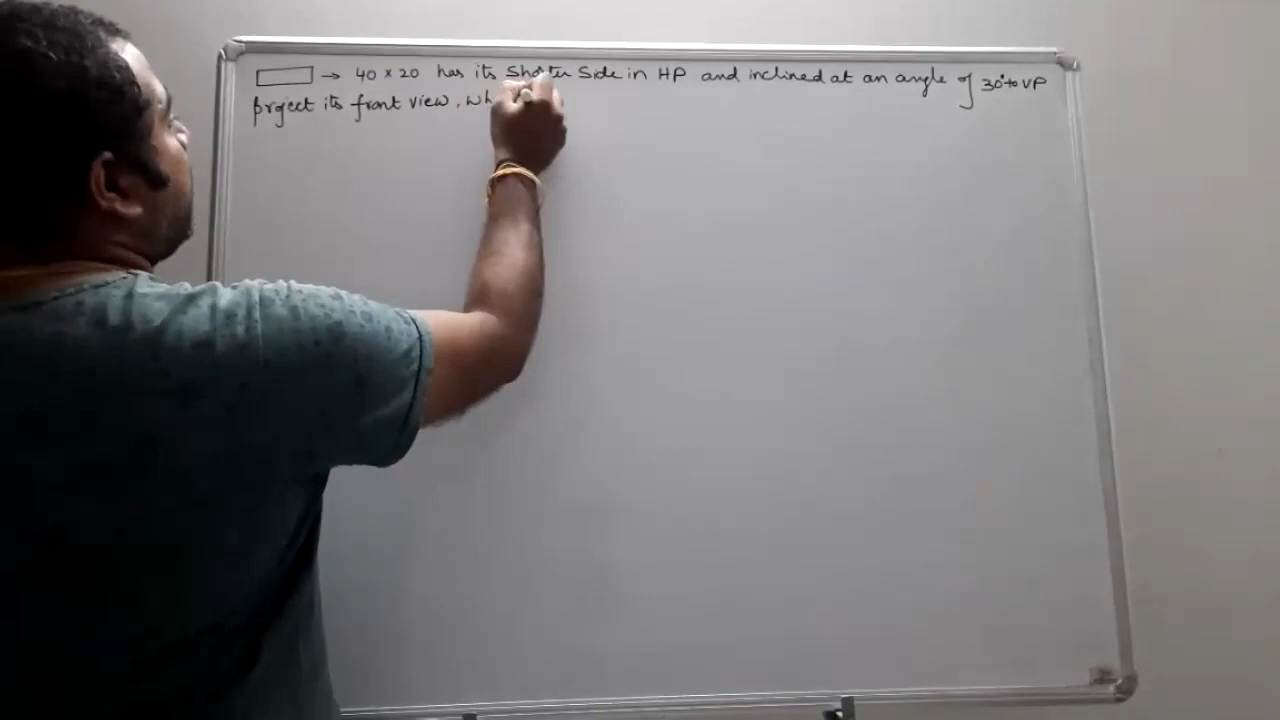 → 40 × 20 has its Shorter Side in HP and inclined at an angle of 30° to VP
project its front view, wh